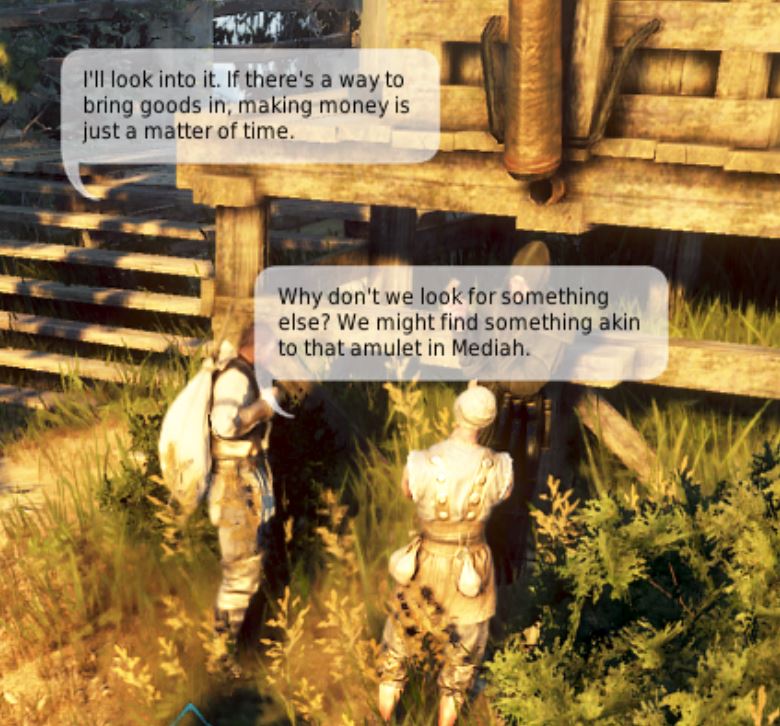 I'll look into it. If there's a way to
bring goods in, making money is
just a matter of time.
Why don't we look for something
else? We might find something akin
to that amulet in Mediah.